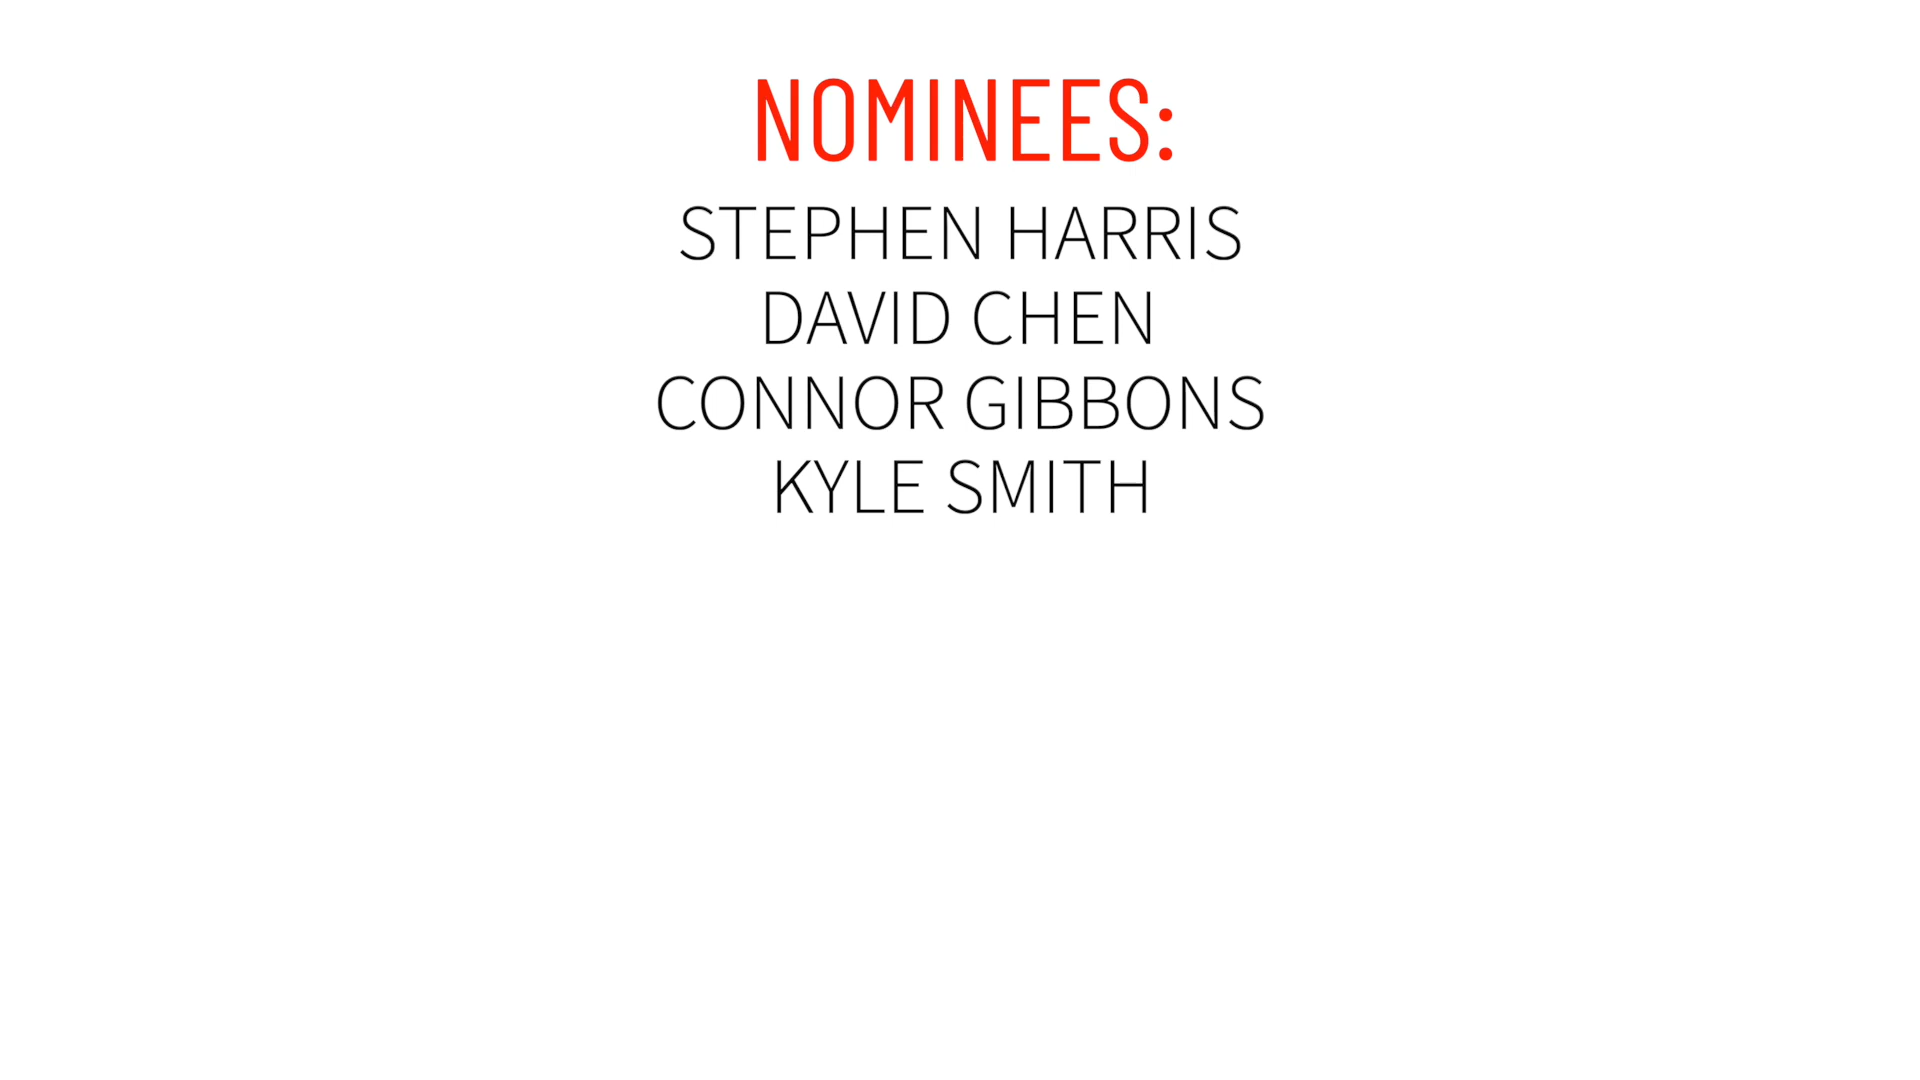 NOMINEES:
STEPHEN HARRIS
DAVID CHEN
CONNOR GIBBONS
KYLE SMITH